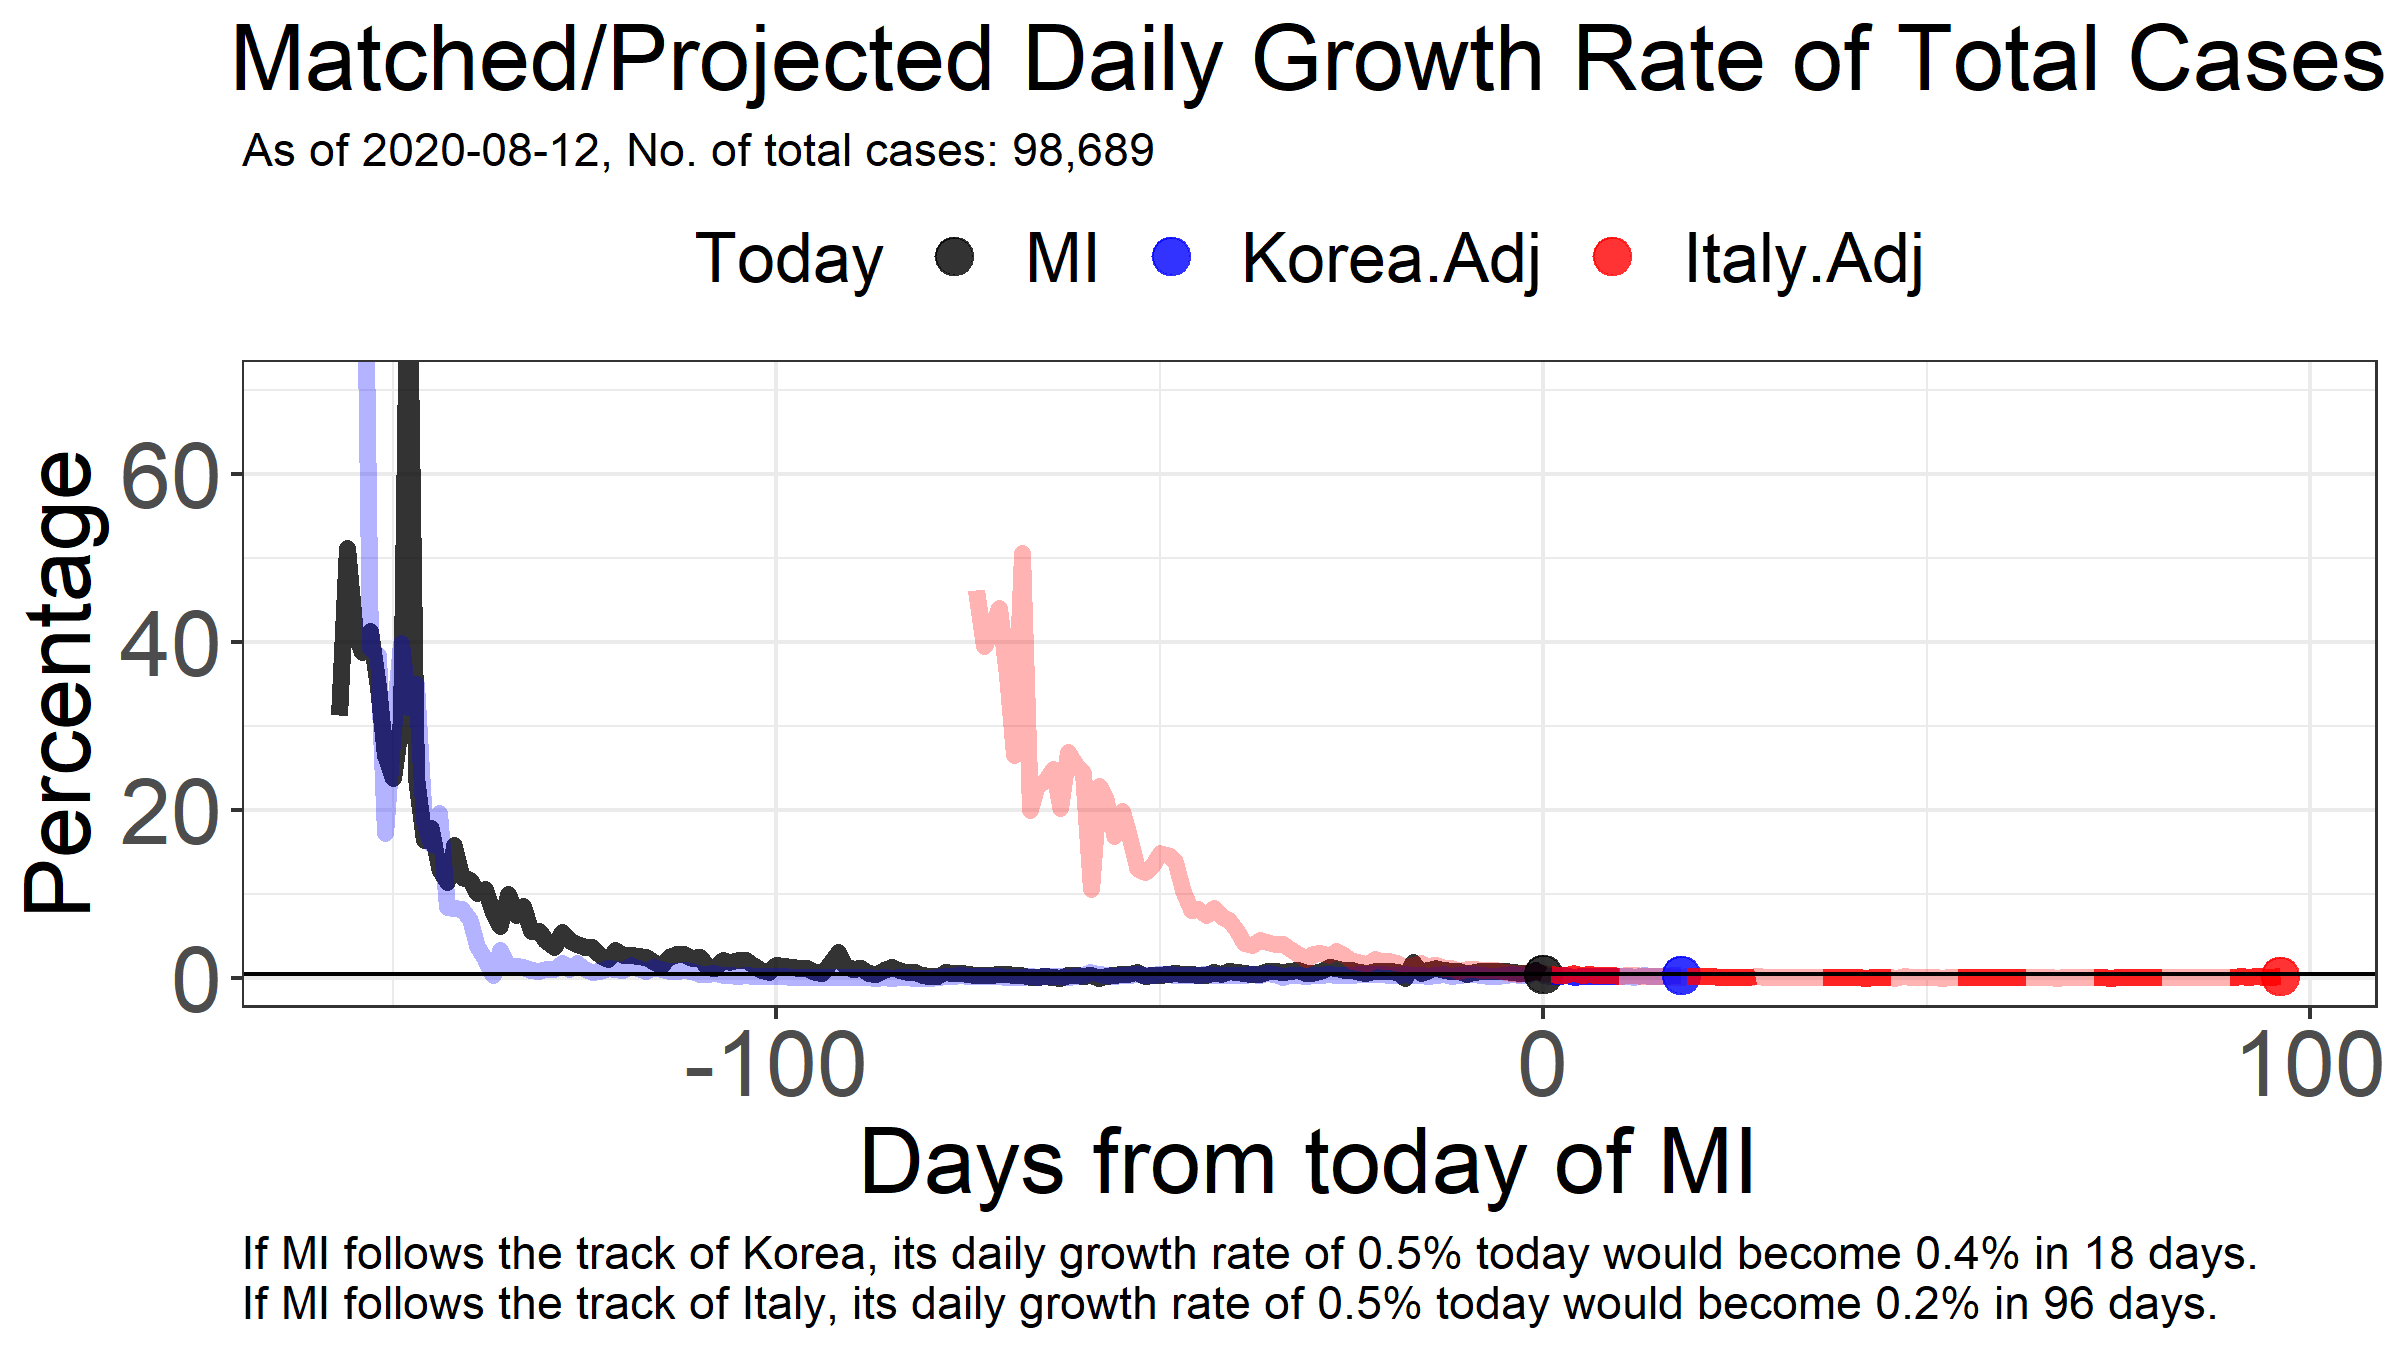 Matched/Projected Daily Growth Rate of Total Cases
As of 2020-08-12, No. of total cases: 98,689
Today MI Korea.Adj Italy.Adj
Percentage
60
40
20
0
-100 0 100
Days from today of MI
If MI follows the track of Korea, its daily growth rate of 0.5% today would become 0.4% in 18 days.
If MI follows the track of Italy, its daily growth rate of 0.5% today would become 0.2% in 96 days.